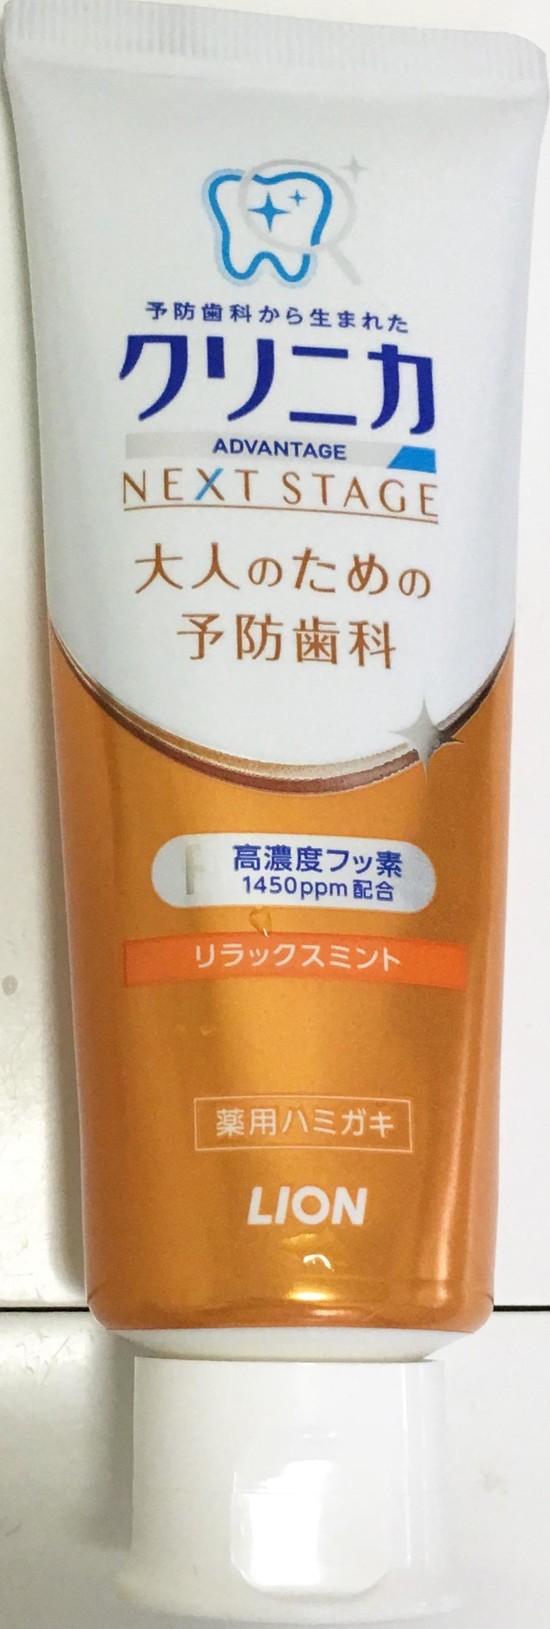 予防歯科から生まれた
クリニカ
ADVANTAGE
NEXT STAGE
大人のための
予防歯科
高濃度フッ素
1450ppm配合
リラックスミント
薬用ハミガキ
LION